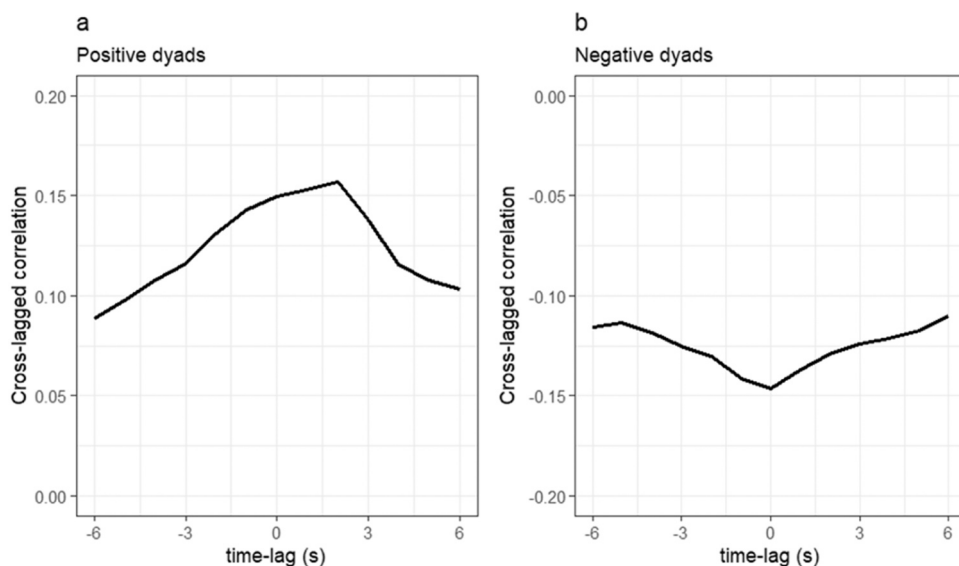 a
Positive dyads
0.20
0.15
0.10
0.05
0.00
Cross-lagged correlation
-6
-3
0
3
6
time-lag (s)
b
Negative dyads
0.00
-0.05
-0.10
-0.15
-0.20
Cross-lagged correlation
-6
-3
0
3
6
time-lag (s)